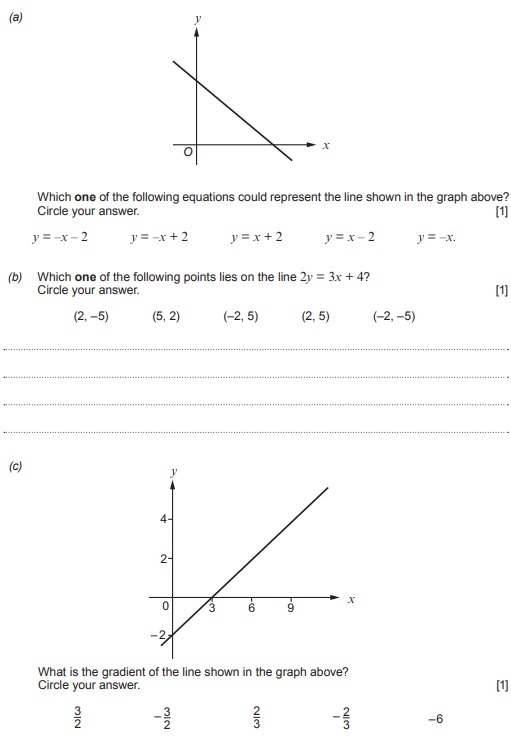 (a)
y
O
x
Which one of the following equations could represent the line shown in the graph above?
Circle your answer. [1]
y = –x – 2 y = –x + 2 y = x + 2 y = x – 2 y = –x.
(b) Which one of the following points lies on the line 2y = 3x + 4?
Circle your answer. [1]
(2, –5) (5, 2) (–2, 5) (2, 5) (–2, –5)
(c)
y
4
2
0 3 6 9 x
–2
What is the gradient of the line shown in the graph above?
Circle your answer. [1]
3/2 –3/2 2/3 –2/3 –6